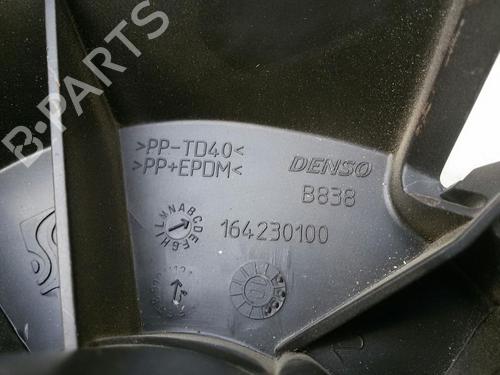 B-PARTS
>PP-TD40<
>PP+EPDM<
DENSO
B838
164230100